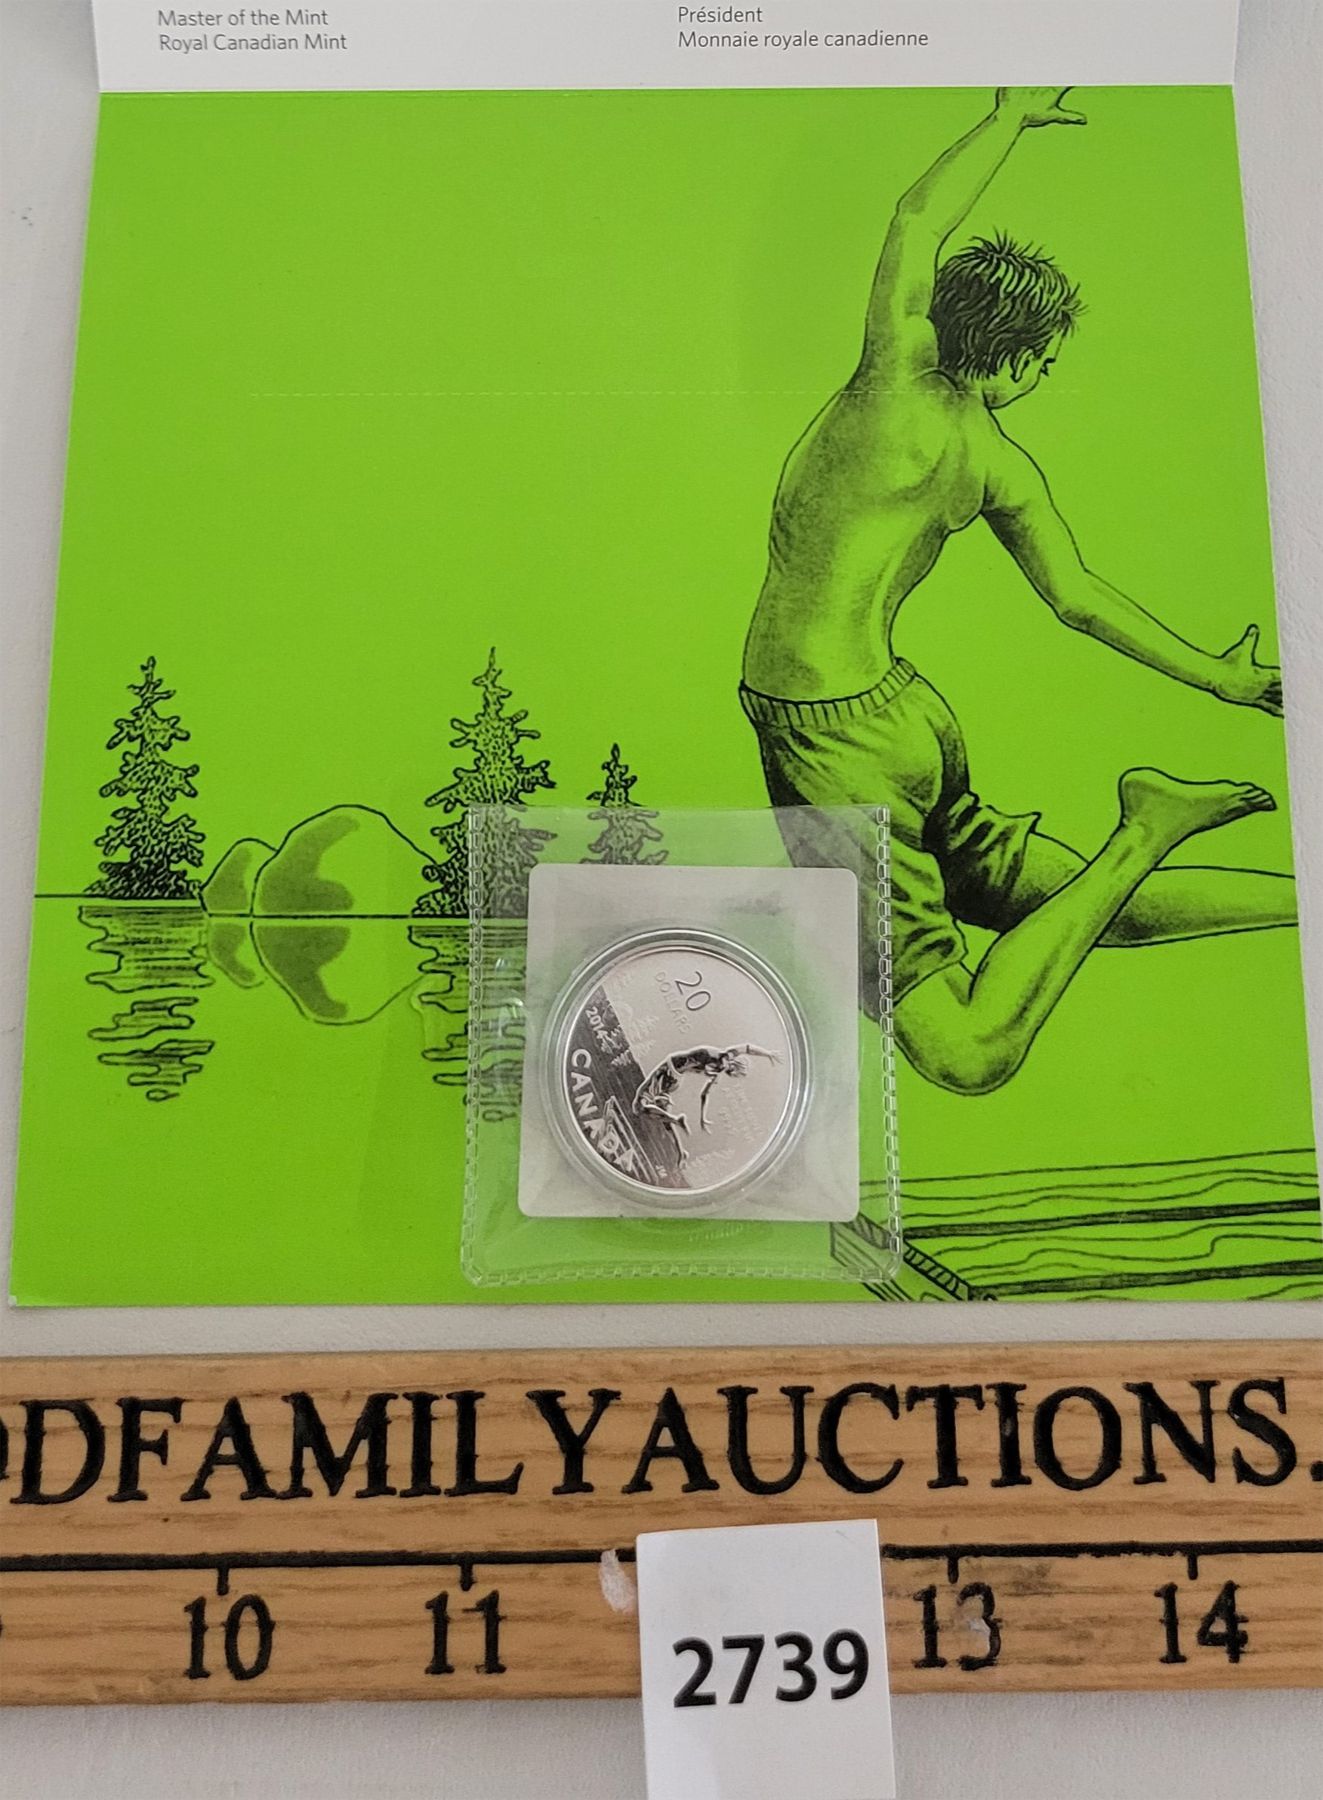 Master of the Mint
Royal Canadian Mint
Président
Monnaie royale canadienne
20
DOLLARS
2014
CANADA
DFAMILYAUCTIONS.
10 11 13 14
2739